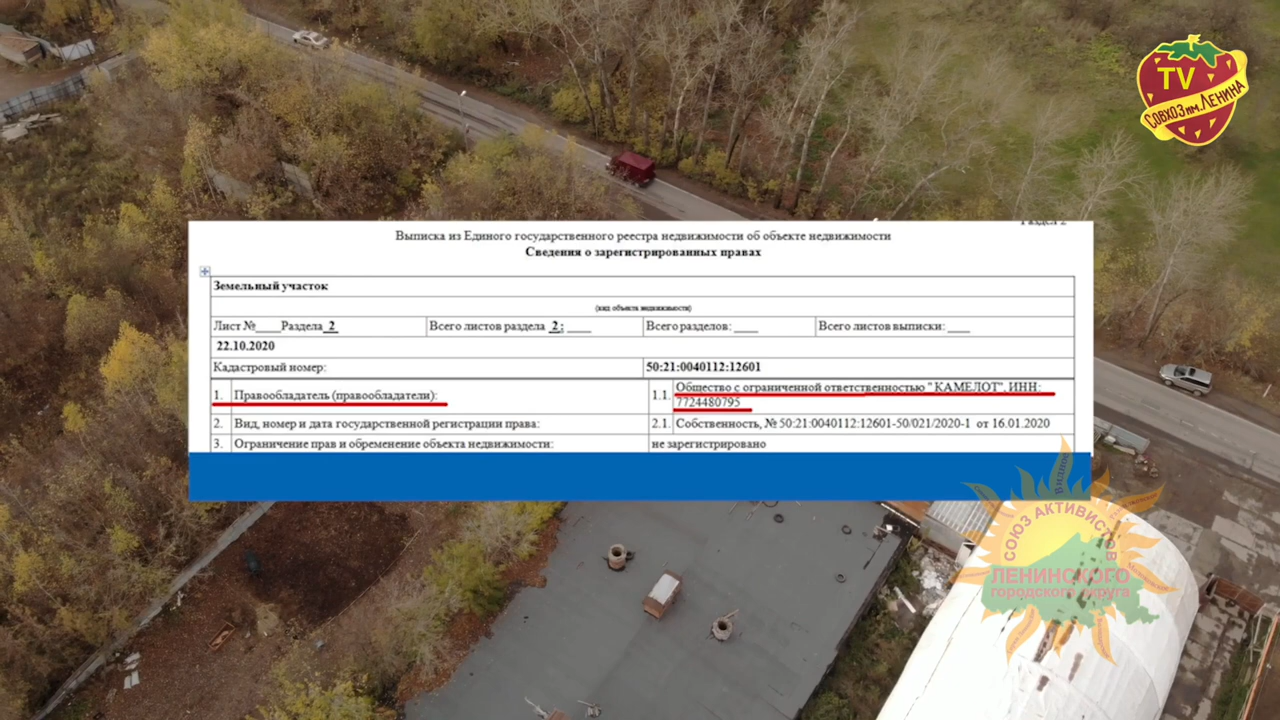 TV
СОВХОЗ им. ЛЕНИНА
Раздел 2
Выписка из Единого государственного реестра недвижимости об объекте недвижимости
Сведения о зарегистрированных правах
Земельный участок
(вид объекта недвижимости)
Лист №____Раздела 2 Всего листов раздела 2 : ____ Всего разделов: ____ Всего листов выписки: ____
22.10.2020
Кадастровый номер: 50:21:0040112:12601
1. Правообладатель (правообладатели): 1.1. Общество с ограниченной ответственностью " КАМЕЛОТ", ИНН:
7724480795
2. Вид, номер и дата государственной регистрации права: 2.1. Собственность, № 50:21:0040112:12601-50/021/2020-1 от 16.01.2020
3. Ограничение прав и обременение объекта недвижимости: не зарегистрировано
Видное
СОЮЗ АКТИВИСТОВ
ЛЕНИНСКОГО
городского округа